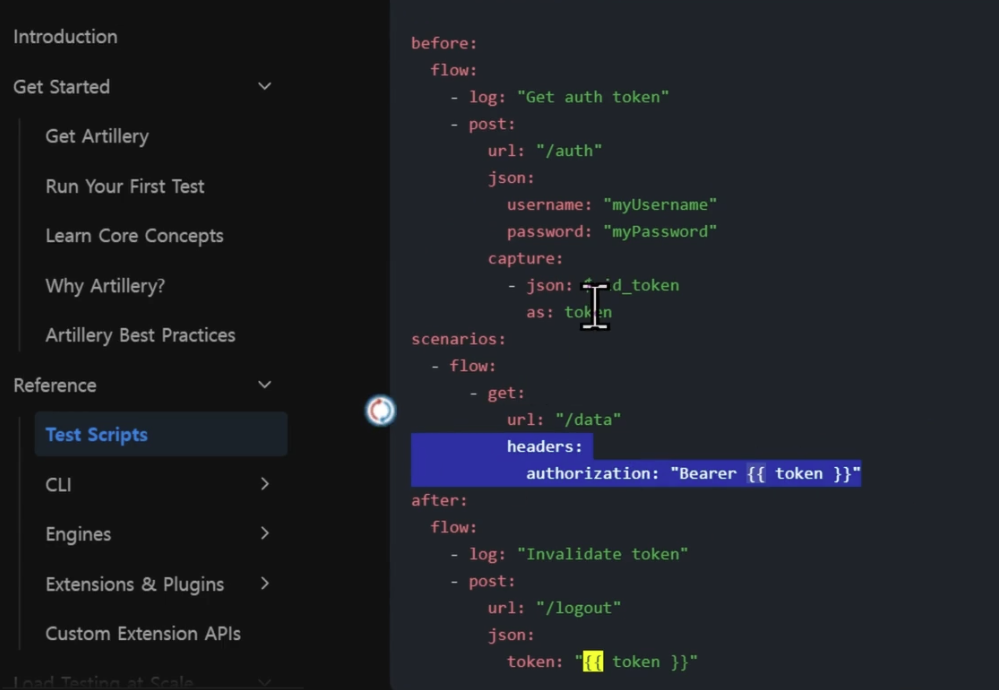 Introduction
Get Started
Get Artillery
Run Your First Test
Learn Core Concepts
Why Artillery?
Artillery Best Practices
Reference
Test Scripts
CLI
Engines
Extensions & Plugins
Custom Extension APIs
Load Testing at Scale
before:
flow:
- log: "Get auth token"
- post:
url: "/auth"
json:
username: "myUsername"
password: "myPassword"
capture:
- json: id_token
as: token
scenarios:
- flow:
- get:
url: "/data"
headers:
authorization: "Bearer {{ token }}"
after:
flow:
- log: "Invalidate token"
- post:
url: "/logout"
json:
token: "{{ token }}"